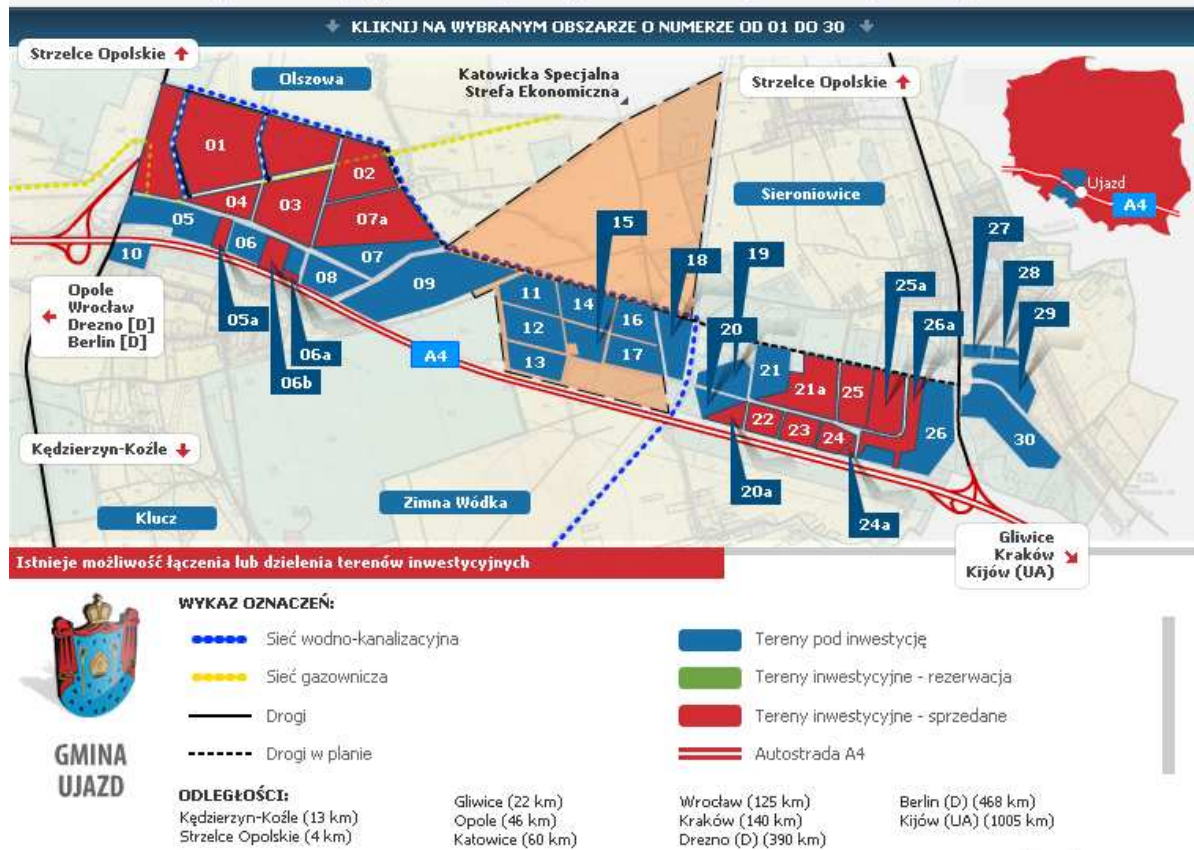 KLIKNIJ NA WYBRANYM OBSZARZE O NUMERZE OD 01 DO 30
Strzelce Opolskie
Olszowa
Katowicka Specjalna
Strefa Ekonomiczna
Strzelce Opolskie
Sieroniowice
Ujazd
A4
01
02
03
04
07a
05
06
07
08
09
10
05a
06a
06b
Opole
Wrocław
Drezno [D]
Berlin [D]
A4
11
12
13
14
15
16
17
18
19
20
21
21a
22
23
24
25
25a
26a
26
27
28
29
30
20a
24a
Kędzierzyn-Koźle
Klucz
Zimna Wódka
Gliwice
Kraków
Kijów (UA)
Istnieje możliwość łączenia lub dzielenia terenów inwestycyjnych
GMINA
UJAZD
WYKAZ OZNACZEŃ:
Sieć wodno-kanalizacyjna
Sieć gazownicza
Drogi
Drogi w planie
Tereny pod inwestycję
Tereny inwestycyjne - rezerwacja
Tereny inwestycyjne - sprzedane
Autostrada A4
ODLEGŁOŚCI:
Kędzierzyn-Koźle (13 km)
Strzelce Opolskie (4 km)
Gliwice (22 km)
Opole (46 km)
Katowice (60 km)
Wrocław (125 km)
Kraków (140 km)
Drezno (D) (390 km)
Berlin (D) (468 km)
Kijów (UA) (1005 km)